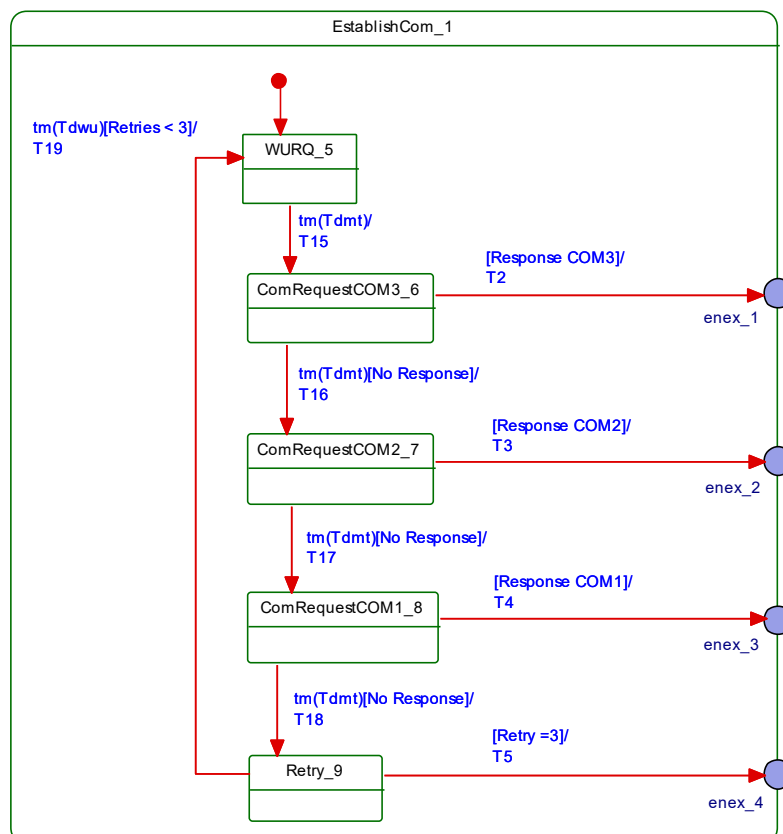 EstablishCom_1
tm(Tdwu)[Retries < 3]/
T19
WURQ_5
tm(Tdmt)/
T15
ComRequestCOM3_6
[Response COM3]/
T2
enex_1
tm(Tdmt)[No Response]/
T16
ComRequestCOM2_7
[Response COM2]/
T3
enex_2
tm(Tdmt)[No Response]/
T17
ComRequestCOM1_8
[Response COM1]/
T4
enex_3
tm(Tdmt)[No Response]/
T18
Retry_9
[Retry =3]/
T5
enex_4